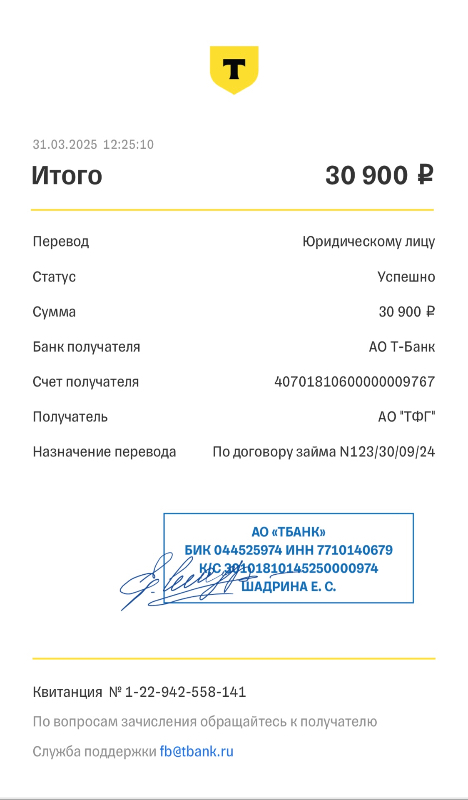 Т
31.03.2025 12:25:10
Итого 30 900 ₽
Перевод Юридическому лицу
Статус Успешно
Сумма 30 900 ₽
Банк получателя АО Т-Банк
Счет получателя 40701810600000009767
Получатель АО "ТФГ"
Назначение перевода По договору займа N123/30/09/24
АО «ТБАНК»
БИК 044525974 ИНН 7710140679
К/С 30101810145250000974
ШАДРИНА Е. С.
Квитанция № 1-22-942-558-141
По вопросам зачисления обращайтесь к получателю
Служба поддержки fb@tbank.ru